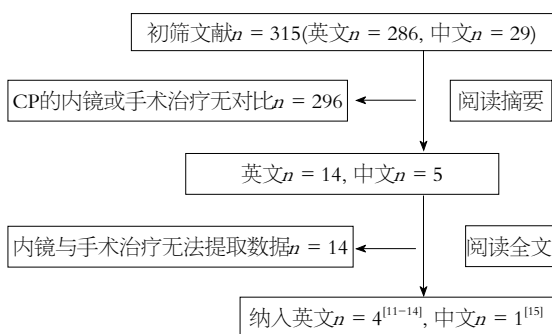 初筛文献n = 315(英文n = 286, 中文n = 29)
CP的内镜或手术治疗无对比n = 296
阅读摘要
英文n = 14, 中文n = 5
内镜与手术治疗无法提取数据n = 14
阅读全文
纳入英文n = 4[11-14], 中文n = 1[15]